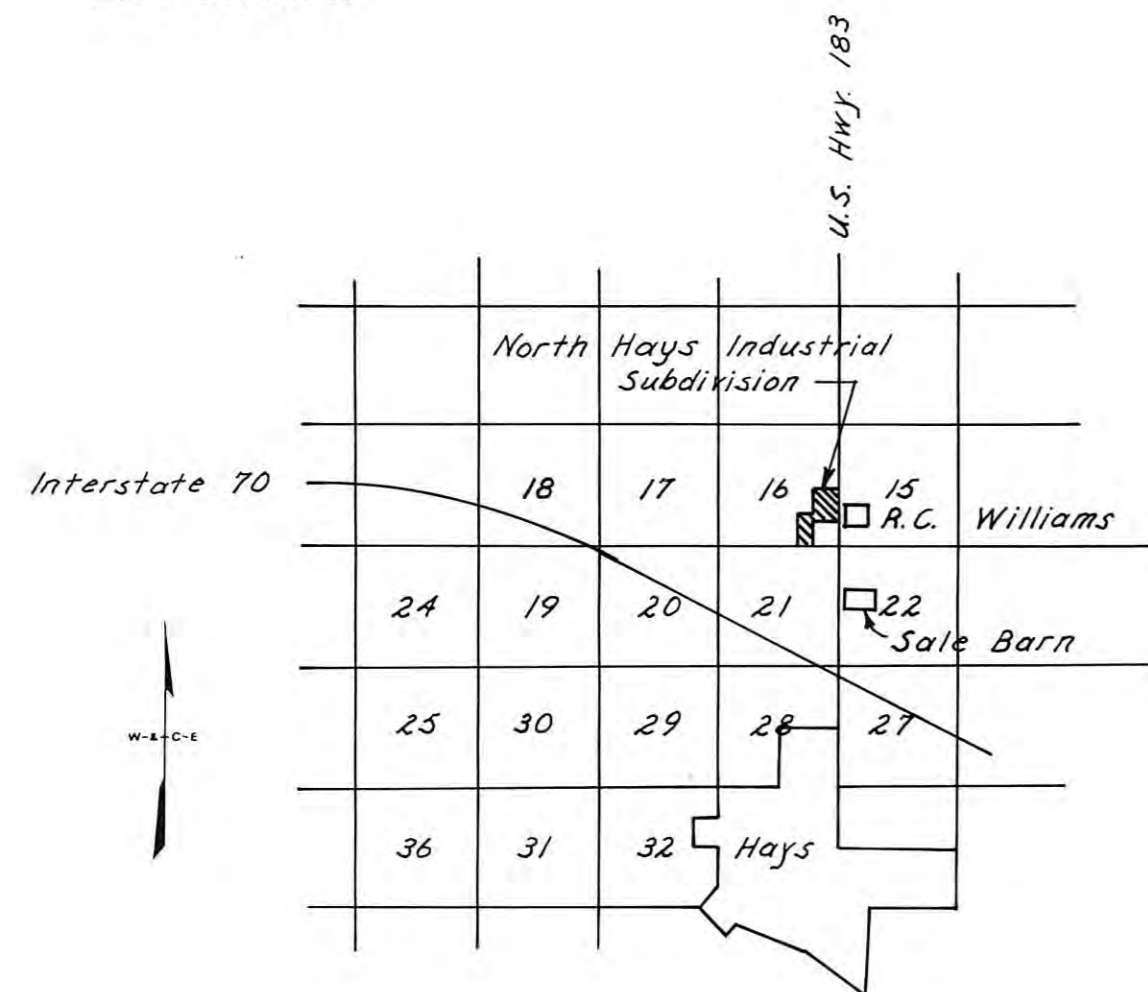 U.S. Hwy. 183
North Hays Industrial
Subdivision
Interstate 70
18 17 16 15
R.C. Williams
24 19 20 21 22
Sale Barn
25 30 29 28 27
W-&-C-E
36 31 32 Hays